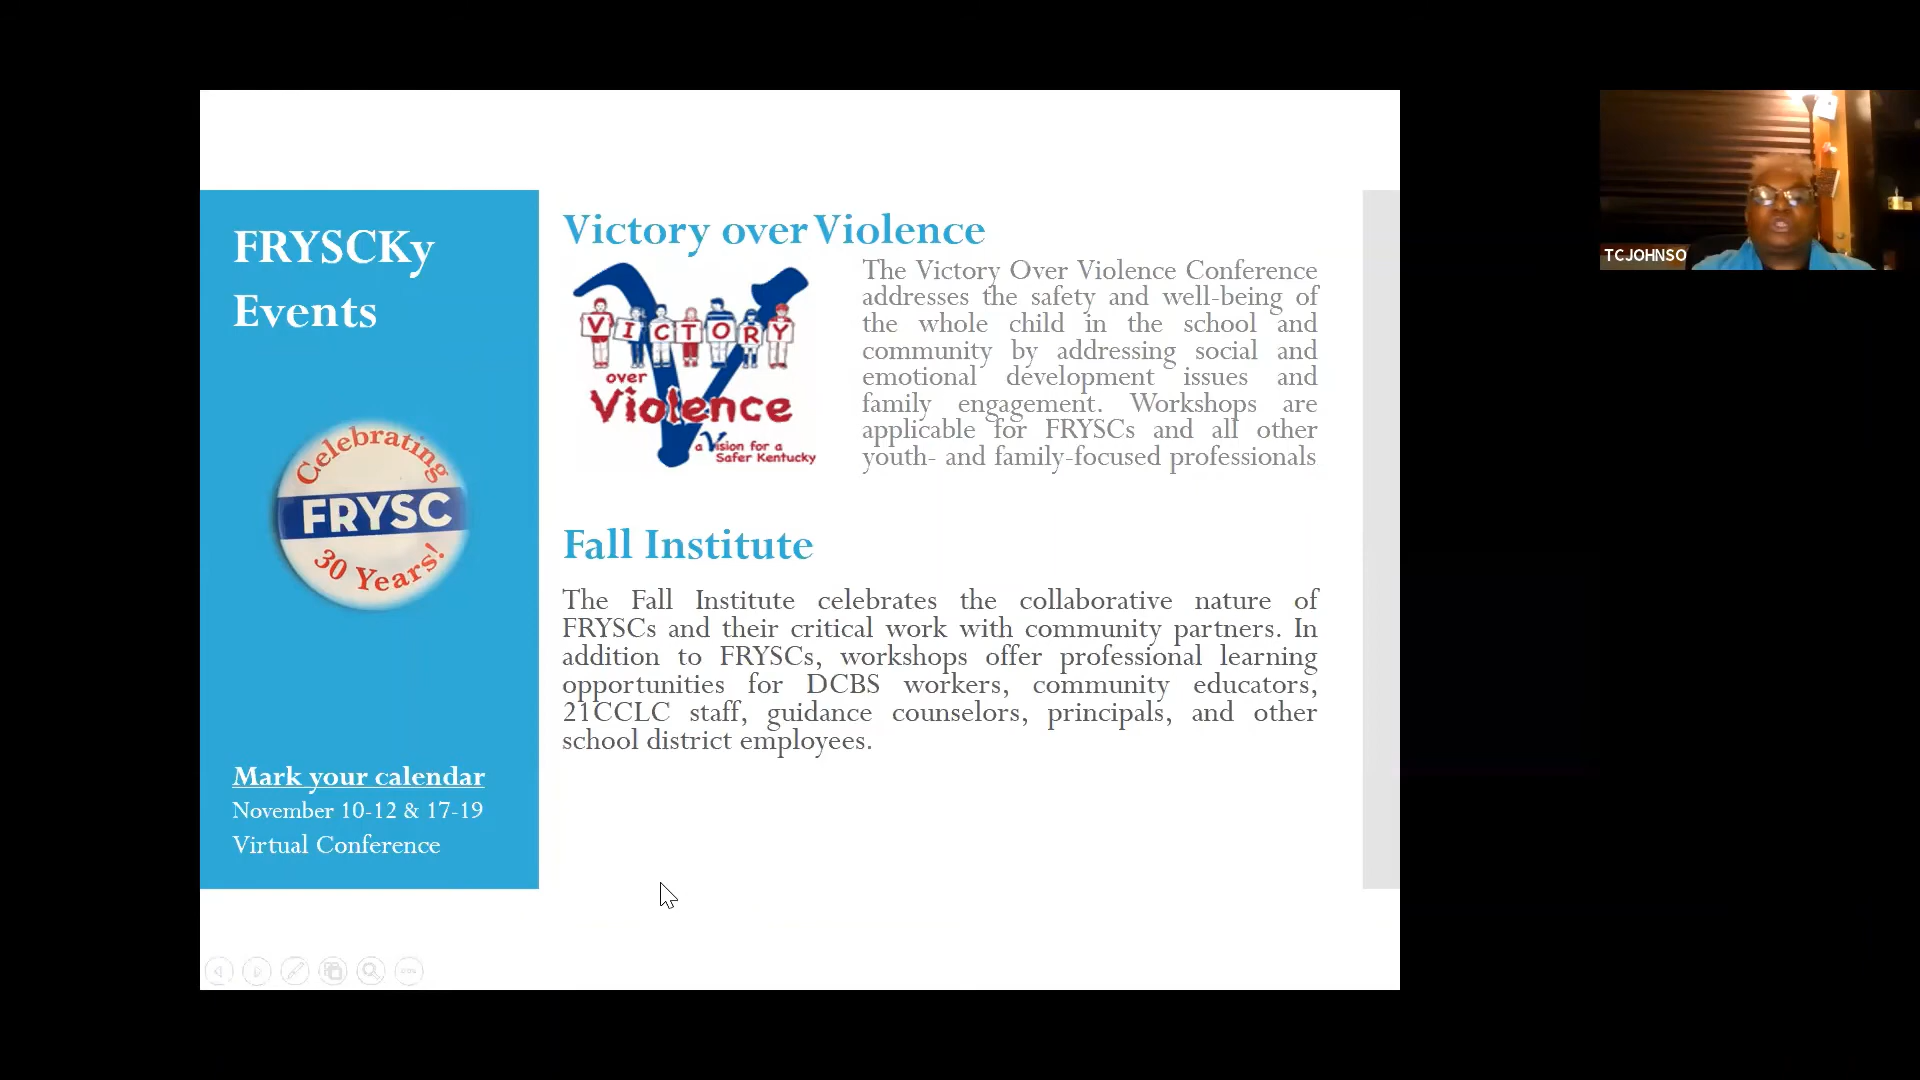 FRYSCKy
Events
Celebrating
FRYSC
30 Years!
Mark your calendar
November 10-12 & 17-19
Virtual Conference
Victory over Violence
VICTORY
over
Violence
a Vision for a
Safer Kentucky
The Victory Over Violence Conference
addresses the safety and well-being of
the whole child in the school and
community by addressing social and
emotional development issues and
family engagement. Workshops are
applicable for FRYSCs and all other
youth- and family-focused professionals
Fall Institute
The Fall Institute celebrates the collaborative nature of
FRYSCs and their critical work with community partners. In
addition to FRYSCs, workshops offer professional learning
opportunities for DCBS workers, community educators,
21CCLC staff, guidance counselors, principals, and other
school district employees.
TCJOHNSO